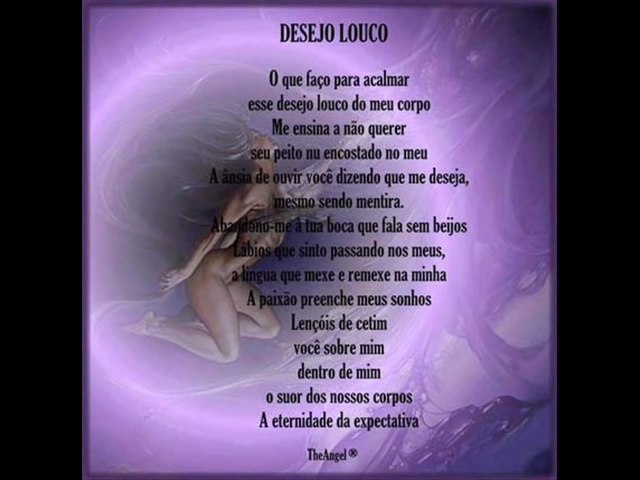 DESEJO LOUCO
O que faço para acalmar
esse desejo louco do meu corpo
Me ensina a não querer
seu peito nu encostado no meu
A ânsia de ouvir você dizendo que me deseja,
mesmo sendo mentira.
Abandono-me à tua boca que fala sem beijos
Lábios que sinto passando nos meus,
a língua que mexe e remexe na minha
A paixão preenche meus sonhos
Lençóis de cetim
você sobre mim
dentro de mim
o suor dos nossos corpos
A eternidade da expectativa
TheAngel ®